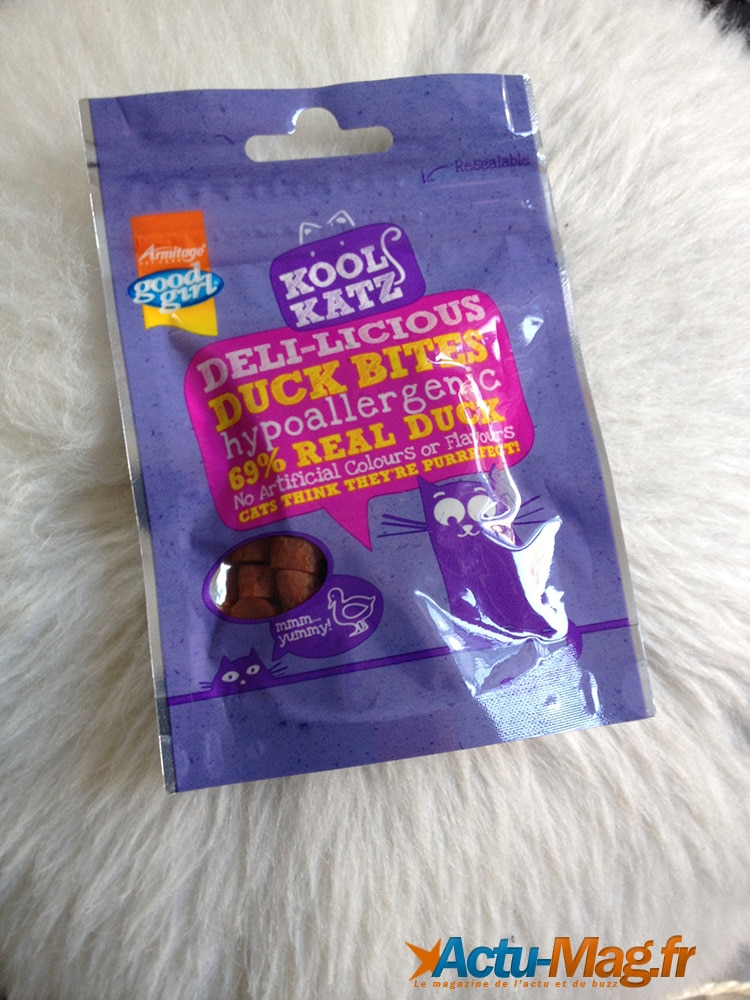 Resealable
Armitage
good
girl
KOOL
KATZ
DELI-LICIOUS
DUCK BITES
hypoallergenic
69% REAL DUCK
No Artificial Colours or Flavours
CATS THINK THEY'RE PURRFECT!
mmm...
yummy!
Actu-Mag.fr
Le magazine de l'actu et du buzz